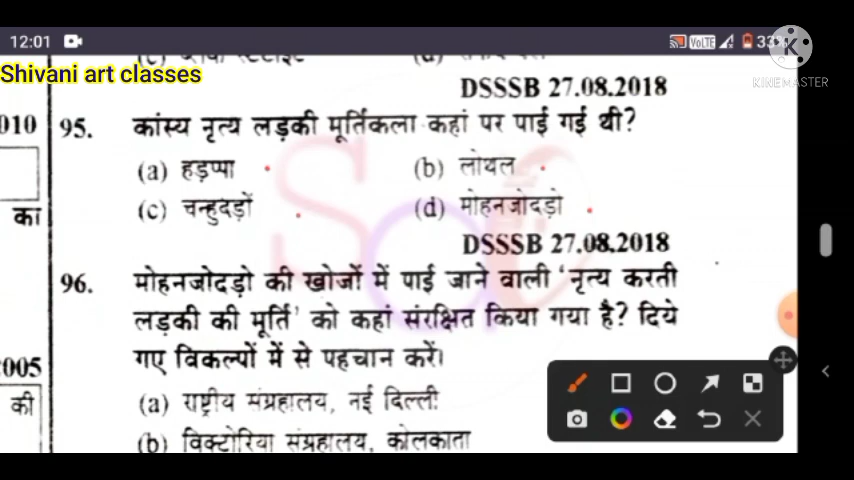 12:01
VoLTE
33%
KINEMASTER
Shivani art classes
DSSSB 27.08.2018
010
95. कांस्य नृत्य लड़की मूर्तिकला कहां पर पाई गई थी?
(a) हड़प्पा
(b) लोथल
का
(c) चन्हुदड़ों
(d) मोहनजोदड़ो
DSSSB 27.08.2018
96. मोहनजोदड़ो की खोजों में पाई जाने वाली 'नृत्य करती
लड़की की मूर्ति' को कहां संरक्षित किया गया है? दिये
005
गए विकल्पों में से पहचान करें।
की
(a) राष्ट्रीय संग्रहालय, नई दिल्ली
(b) विक्टोरिया संग्रहालय, कोलकाता